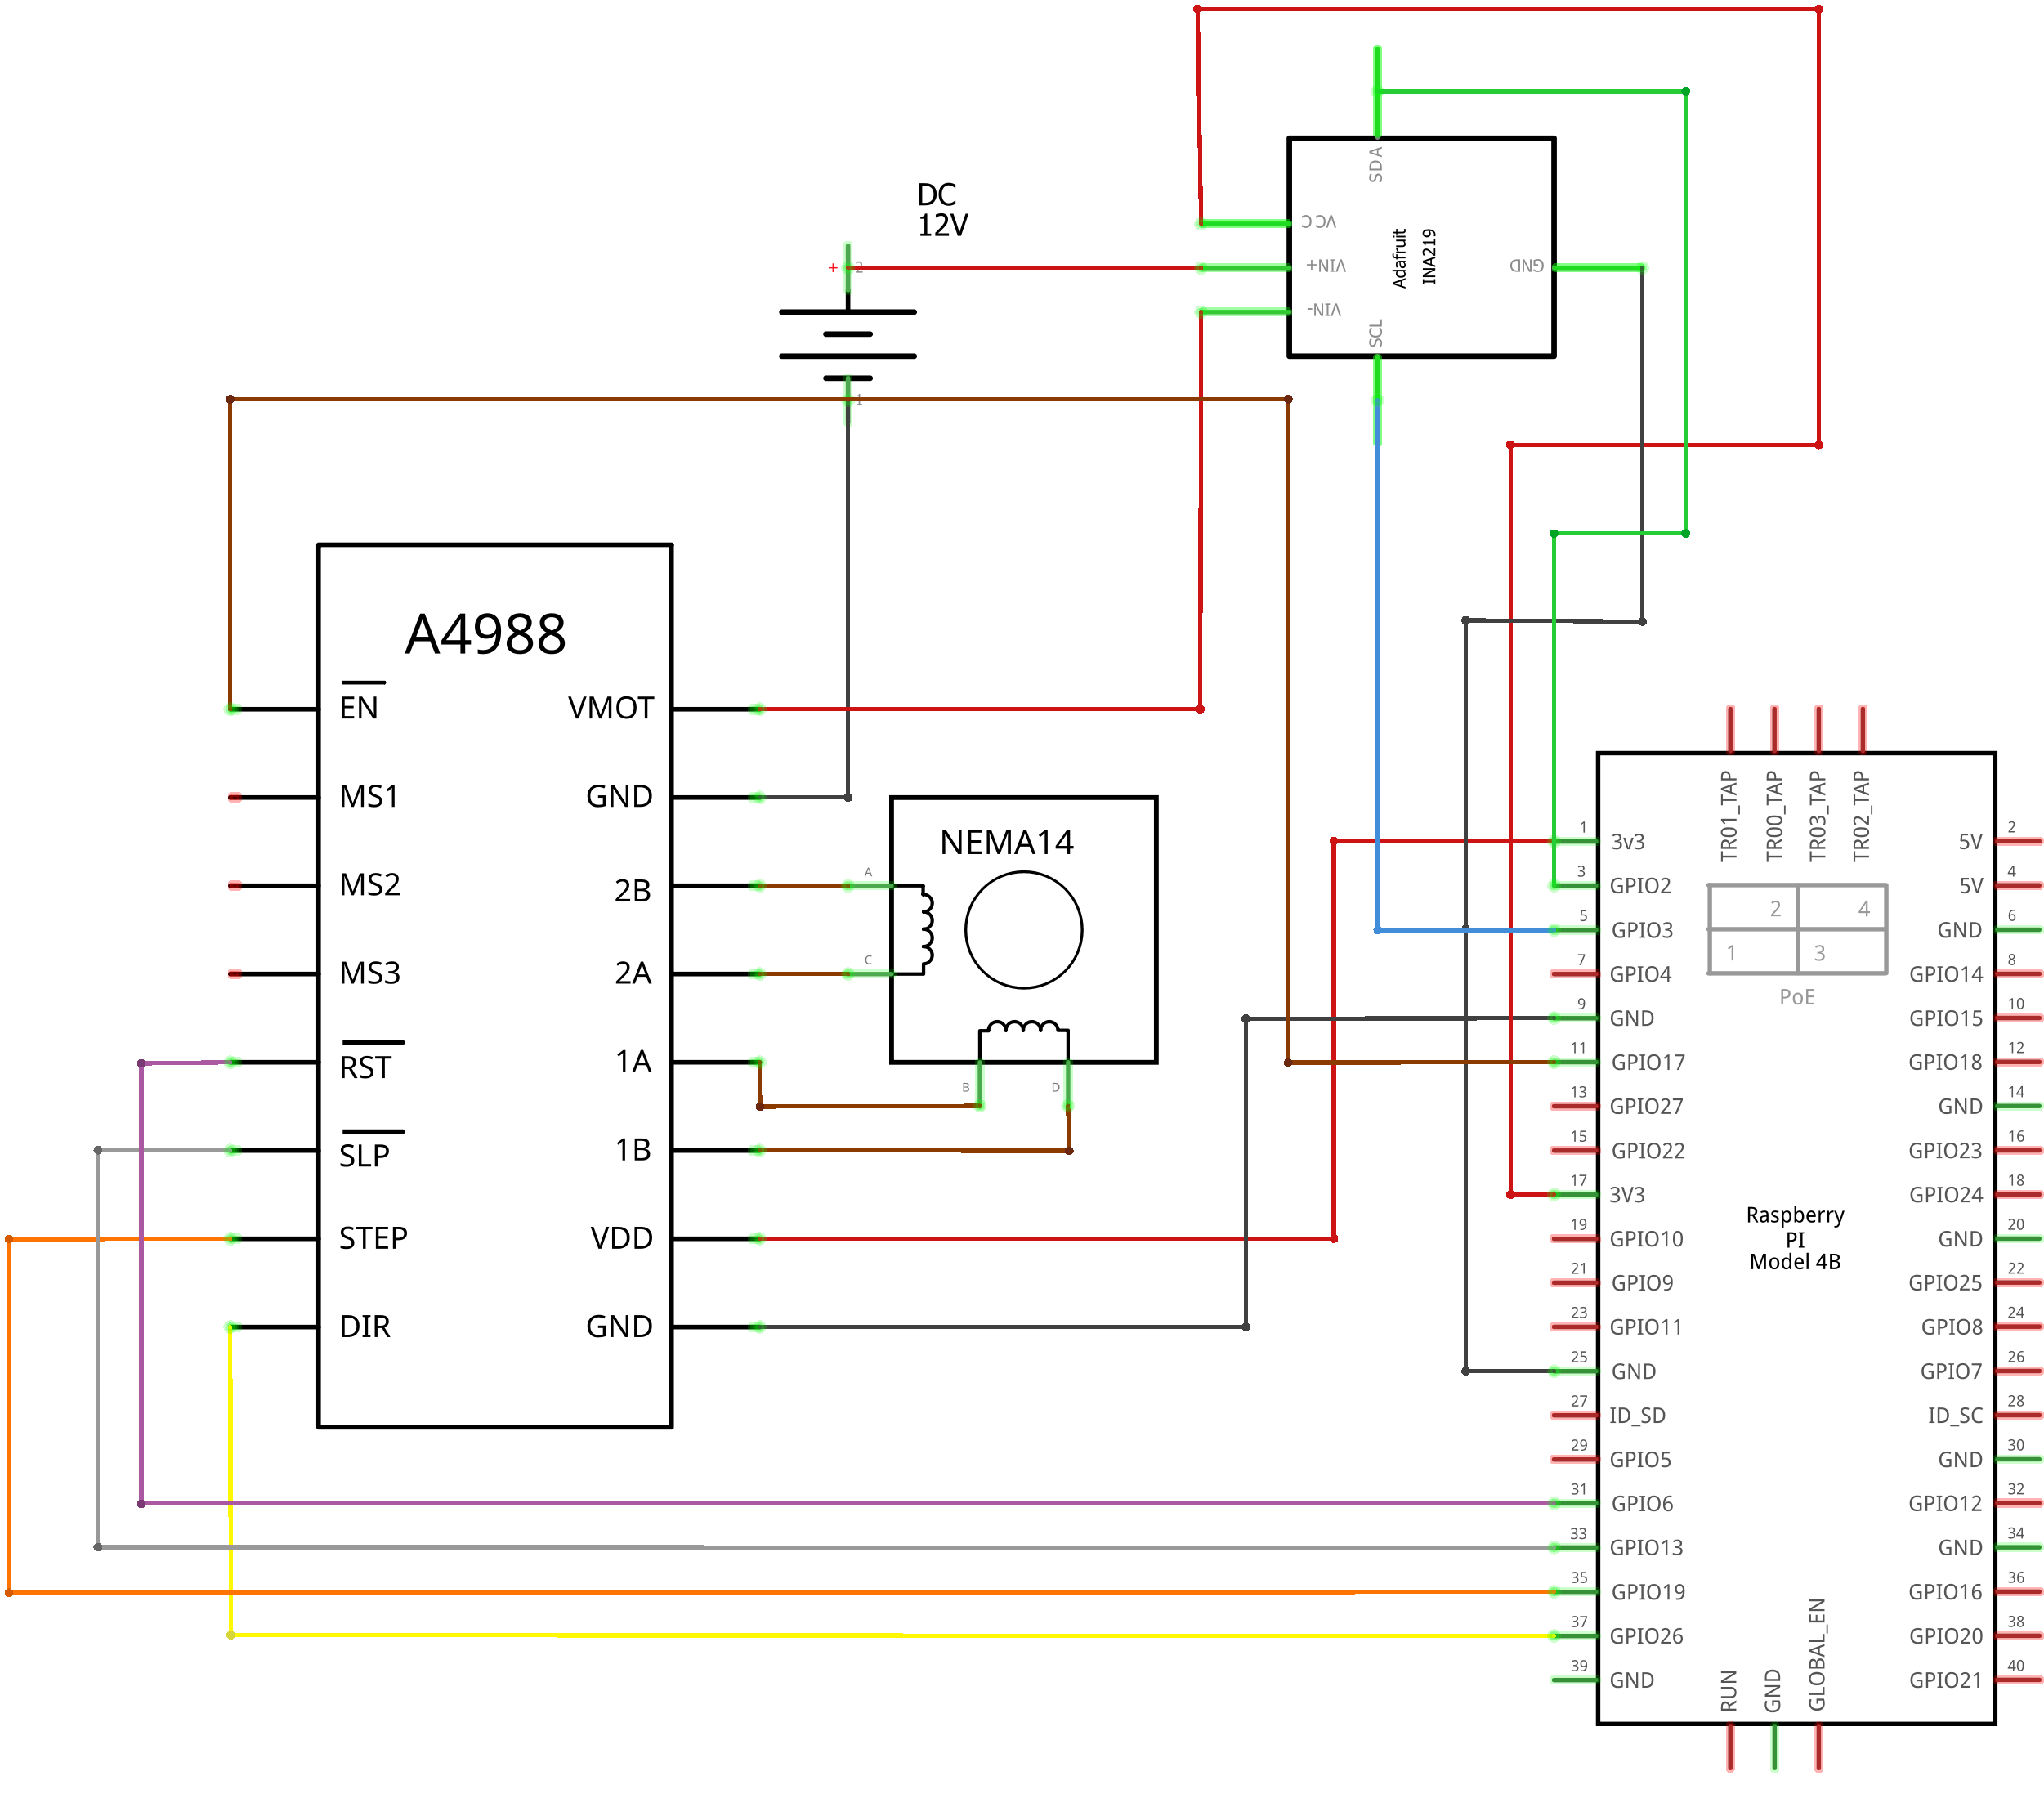 DC
12V
+
2
1
SDA
VCC
VIN+
VIN-
Adafruit
INA219
GND
SCL
A4988
EN
MS1
MS2
MS3
RST
SLP
STEP
DIR
VMOT
GND
2B
2A
1A
1B
VDD
GND
NEMA14
A
C
B
D
TR01_TAP
TR00_TAP
TR03_TAP
TR02_TAP
1 3v3 5V 2
3 GPIO2 5V 4
5 GPIO3 GND 6
7 GPIO4 GPIO14 8
9 GND GPIO15 10
11 GPIO17 GPIO18 12
13 GPIO27 GND 14
15 GPIO22 GPIO23 16
17 3V3 GPIO24 18
19 GPIO10 GND 20
21 GPIO9 GPIO25 22
23 GPIO11 GPIO8 24
25 GND GPIO7 26
27 ID_SD ID_SC 28
29 GPIO5 GND 30
31 GPIO6 GPIO12 32
33 GPIO13 GND 34
35 GPIO19 GPIO16 36
37 GPIO26 GPIO20 38
39 GND GPIO21 40
2 4
1 3
PoE
Raspberry
PI
Model 4B
RUN
GND
GLOBAL_EN